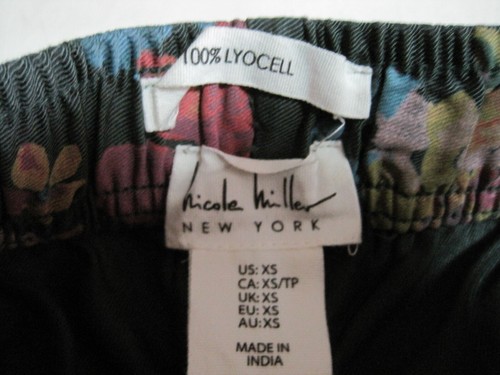 100% LYOCELL
Nicole Miller
NEW YORK
US: XS
CA: XS/TP
UK: XS
EU: XS
AU: XS
MADE IN
INDIA